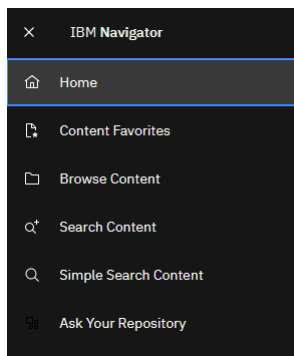 IBM Navigator
Home
Content Favorites
Browse Content
Search Content
Simple Search Content
Ask Your Repository